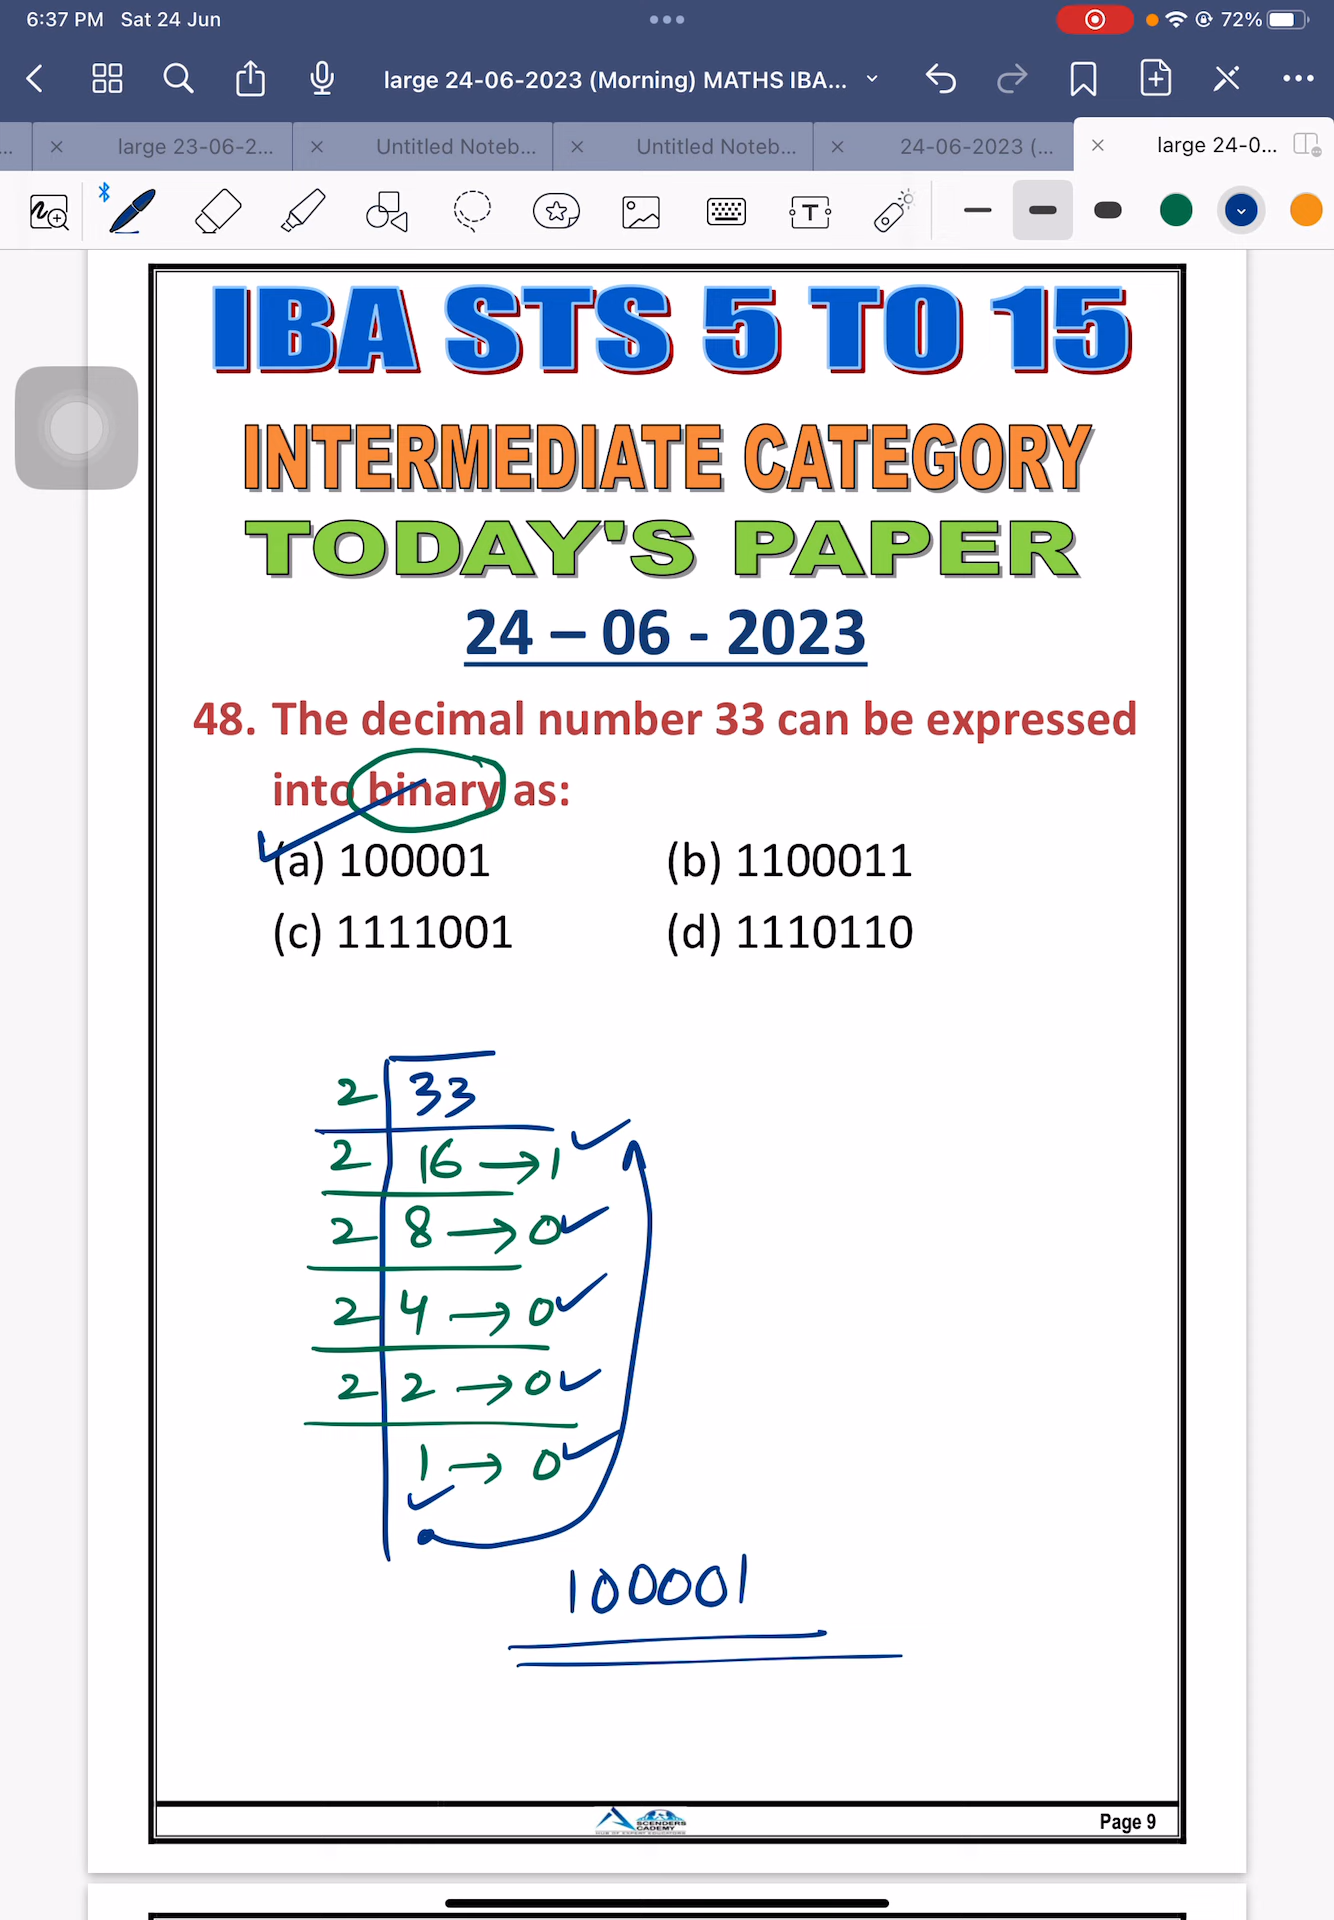 6:37 PM Sat 24 Jun
72%
large 24-06-2023 (Morning) MATHS IBA...
large 23-06-2...
Untitled Noteb...
Untitled Noteb...
24-06-2023 (...
large 24-0...
IBA STS 5 TO 15
INTERMEDIATE CATEGORY
TODAY'S PAPER
24 – 06 - 2023
48. The decimal number 33 can be expressed
into binary as:
(a) 100001 (b) 1100011
(c) 1111001 (d) 1110110
2 33
2 16 → 1
2 8 → 0
2 4 → 0
2 2 → 0
1 → 0
100001
SCENDERS
CADEMY
Page 9